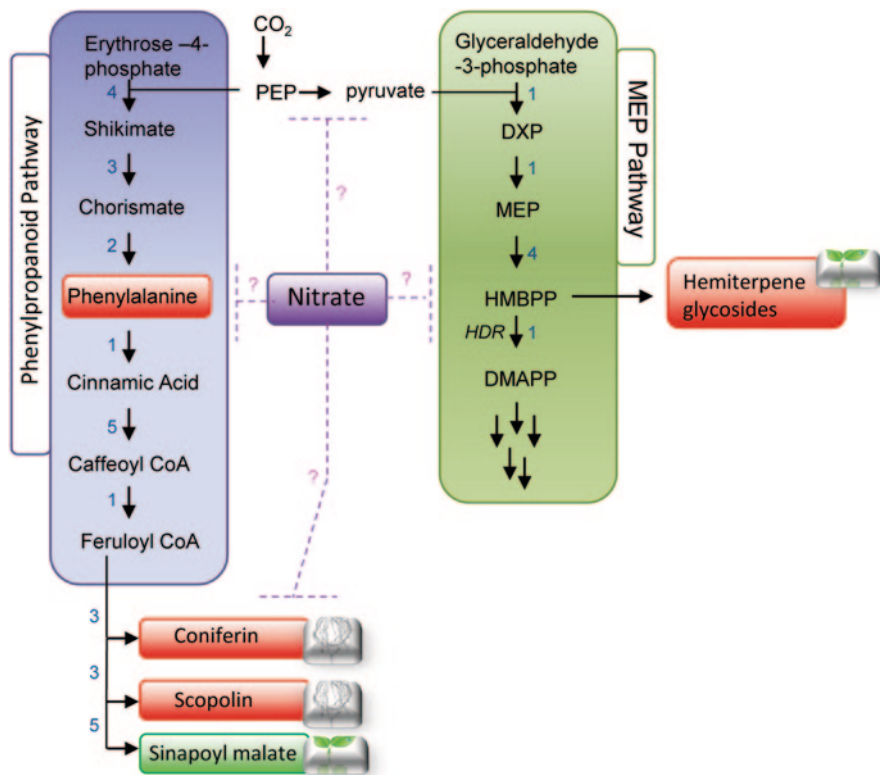 Phenylpropanoid Pathway
Erythrose –4-
phosphate
4
Shikimate
3
Chorismate
2
Phenylalanine
1
Cinnamic Acid
5
Caffeoyl CoA
1
Feruloyl CoA
3
Coniferin
3
Scopolin
5
Sinapoyl malate
CO2
PEP
pyruvate
?
?
Nitrate
?
?
Glyceraldehyde
-3-phosphate
1
DXP
1
MEP
4
HMBPP
HDR
1
DMAPP
MEP Pathway
Hemiterpene
glycosides